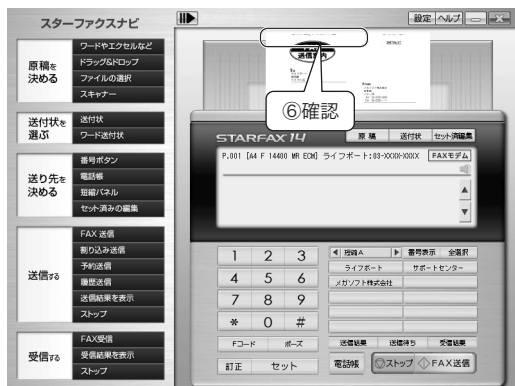 スターファクスナビ
設定 ヘルプ
原稿を
決める
ワードやエクセルなど
ドラッグ&ドロップ
ファイルの選択
スキャナー
送信案内
⑥確認
送付状を
選ぶ
送付状
ワード送付状
STARFAX'14
原稿 送付状 セット済編集
P.001 [A4 F 14400 MR ECM] ライフボート:03-XXXX-XXXX FAXモデム
送り先を
決める
番号ボタン
電話帳
短縮パネル
セット済みの編集
送信する
FAX 送信
割り込み送信
予約送信
履歴送信
送信結果を表示
ストップ
1 2 3
4 5 6
7 8 9
* 0 #
Fコード ポーズ
訂正 セット
短縮A 番号表示 全選択
ライフボート サポートセンター
メガソフト株式会社
送信結果 送信待ち 受信結果
電話帳 ストップ FAX送信
受信する
FAX受信
受信結果を表示
ストップ